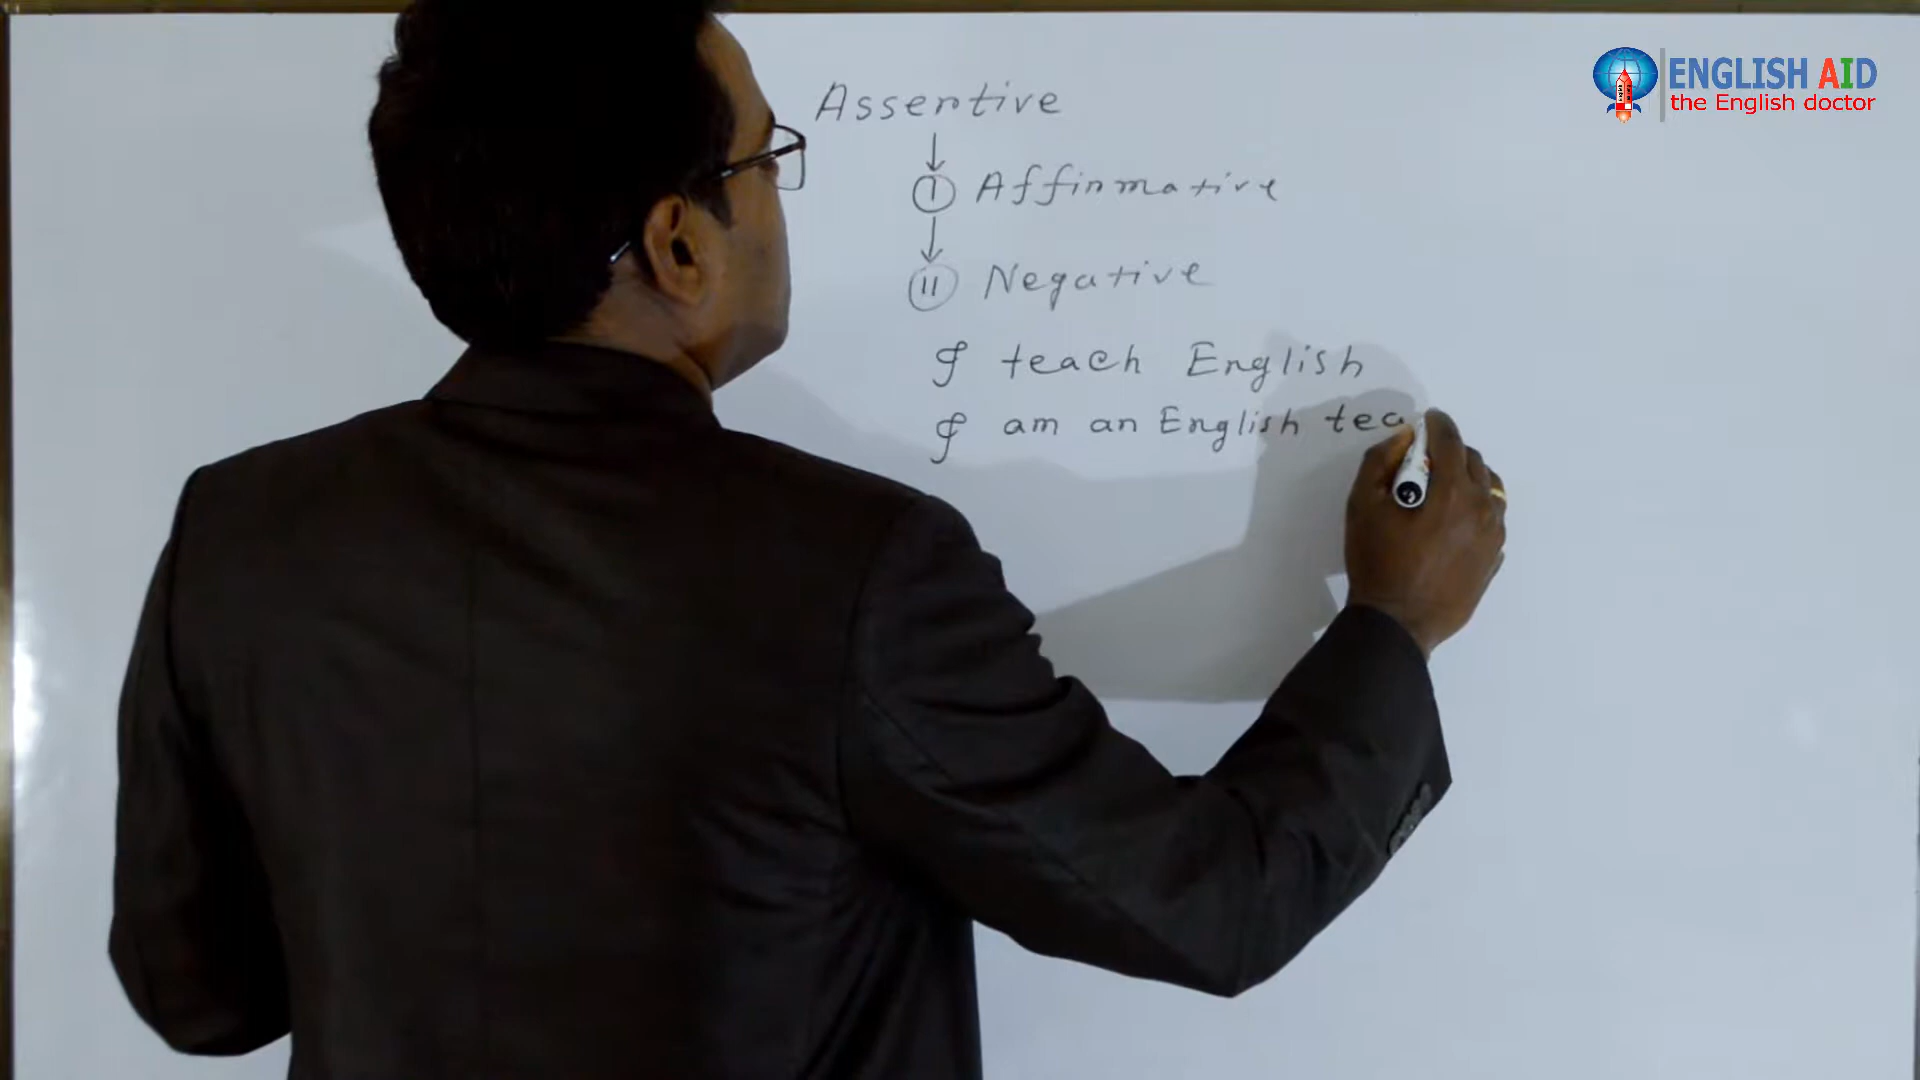 ENGLISH AID
the English doctor
Assertive
I Affirmative
II Negative
I teach English
I am an English tea